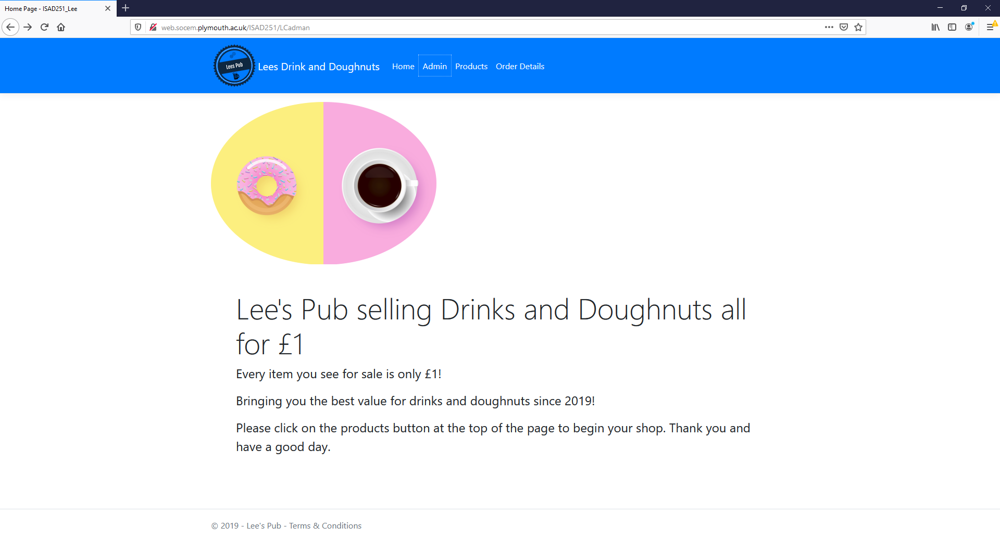 Home Page - ISAD251_Lee
web.socem.plymouth.ac.uk/ISAD251/LCadman
Lees Pub
Lees Drink and Doughnuts
Home
Admin
Products
Order Details
Lee's Pub selling Drinks and Doughnuts all
for £1
Every item you see for sale is only £1!
Bringing you the best value for drinks and doughnuts since 2019!
Please click on the products button at the top of the page to begin your shop. Thank you and
have a good day.
© 2019 - Lee's Pub - Terms & Conditions